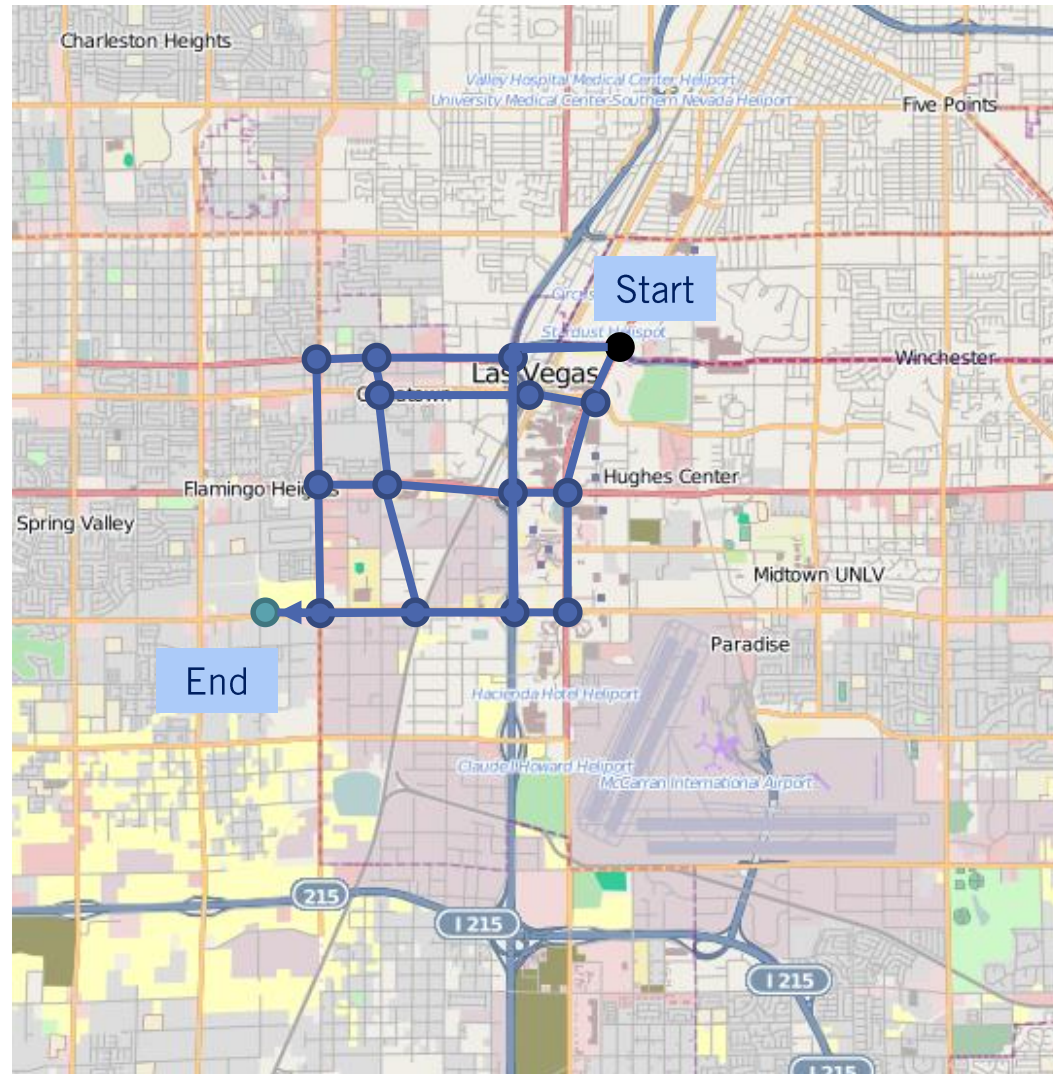 Charleston Heights
Valley Hospital Medical Center Heliport
University Medical Center-Southern Nevada Heliport
Five Points
Start
Stardust Helispot
Winchester
Las Vegas
Hughes Center
Flamingo Heights
Spring Valley
Midtown UNLV
Paradise
End
Hacienda Hotel Heliport
Claude I Howard Heliport
McCarran International Airport
215
I 215
I 215
I 215